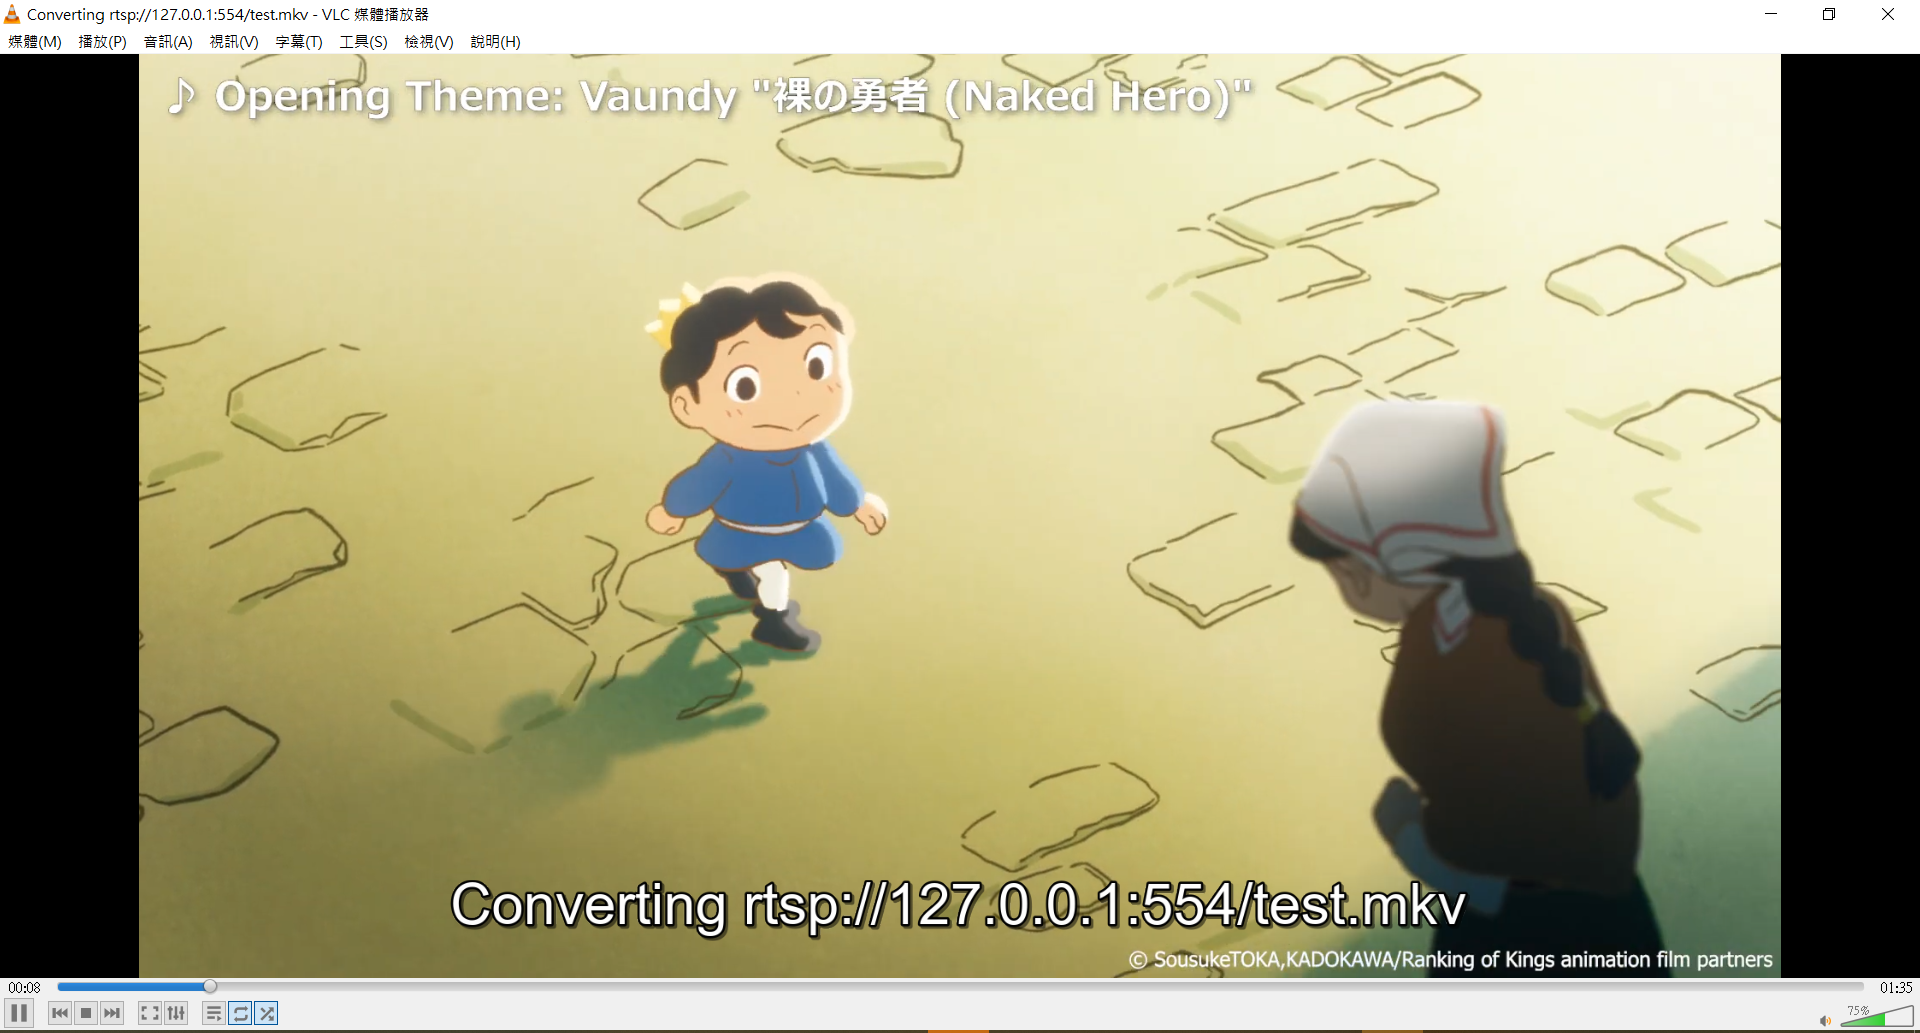 Converting rtsp://127.0.0.1:554/test.mkv - VLC 媒體播放器
媒體(M) 播放(P) 音訊(A) 視訊(V) 字幕(T) 工具(S) 檢視(V) 說明(H)
♪ Opening Theme: Vaundy "裸の勇者 (Naked Hero)"
Converting rtsp://127.0.0.1:554/test.mkv
© SousukeTOKA,KADOKAWA/Ranking of Kings animation film partners
00:08
01:35
75%